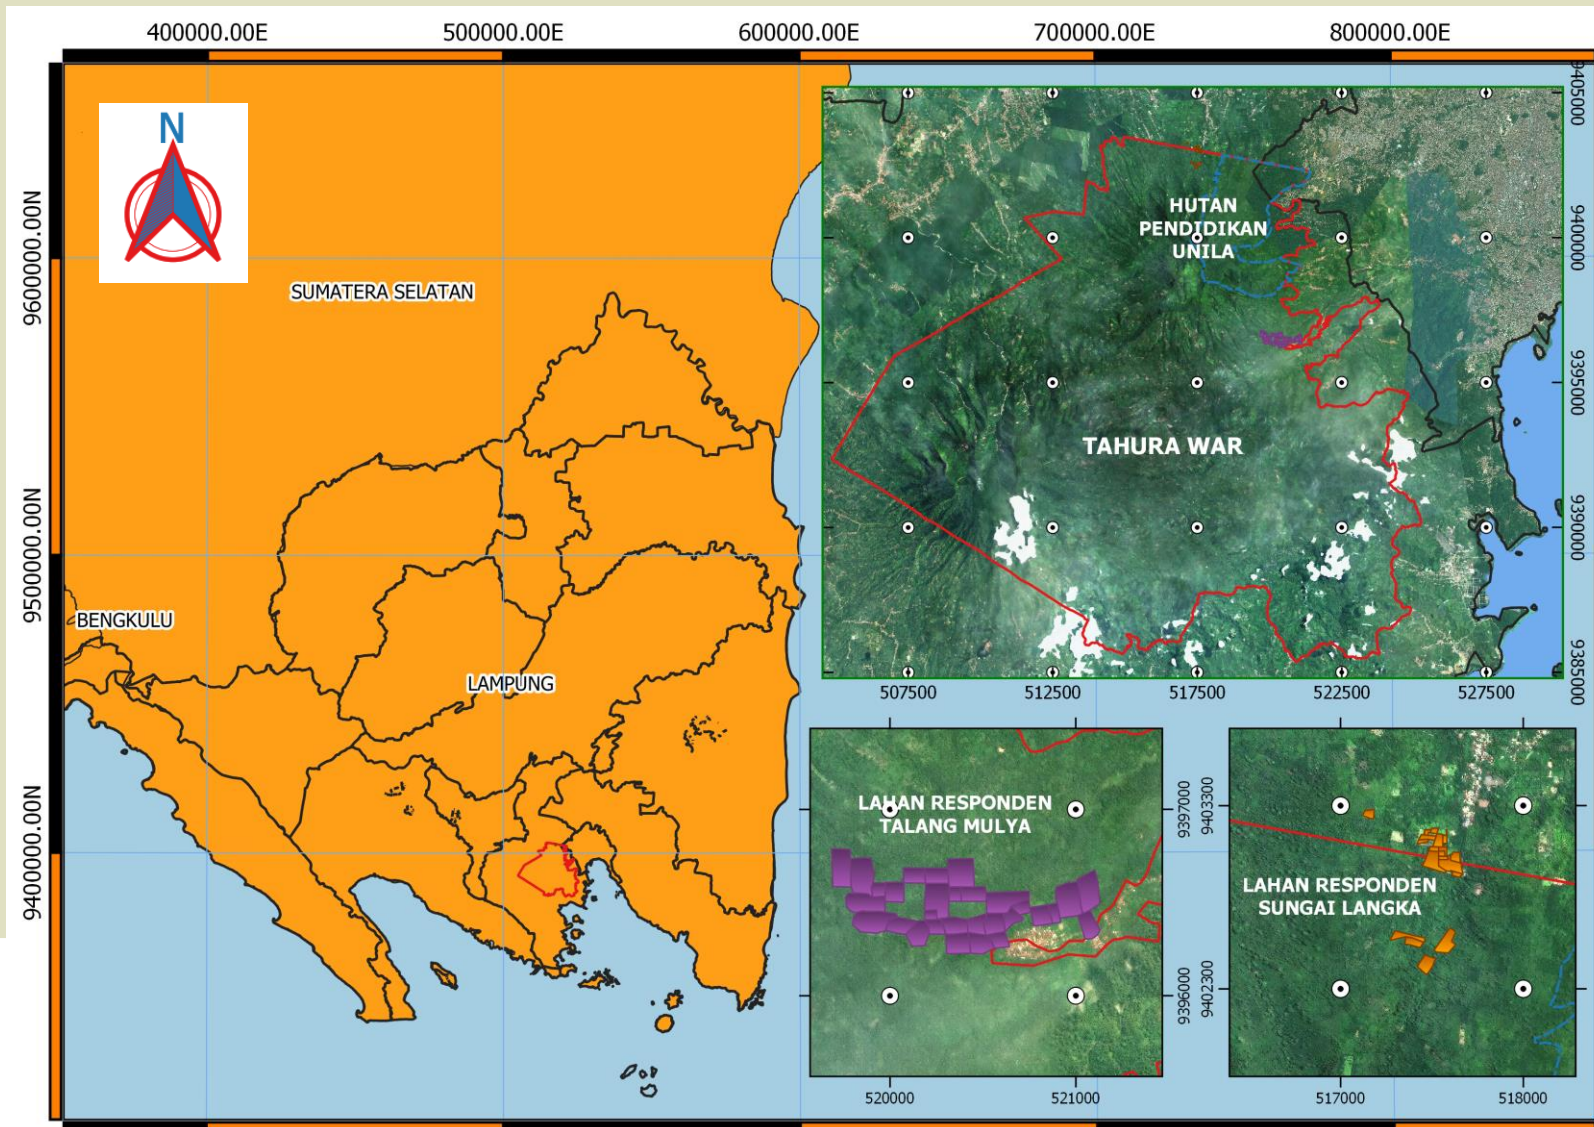 400000.00E
500000.00E
600000.00E
700000.00E
800000.00E
9600000.00N
9500000.00N
9400000.00N
N
SUMATERA SELATAN
BENGKULU
LAMPUNG
HUTAN
PENDIDIKAN
UNILA
TAHURA WAR
9405000
9400000
9395000
9390000
9385000
507500
512500
517500
522500
527500
LAHAN RESPONDEN
TALANG MULYA
9397000
9396000
520000
521000
LAHAN RESPONDEN
SUNGAI LANGKA
9403300
9402300
517000
518000